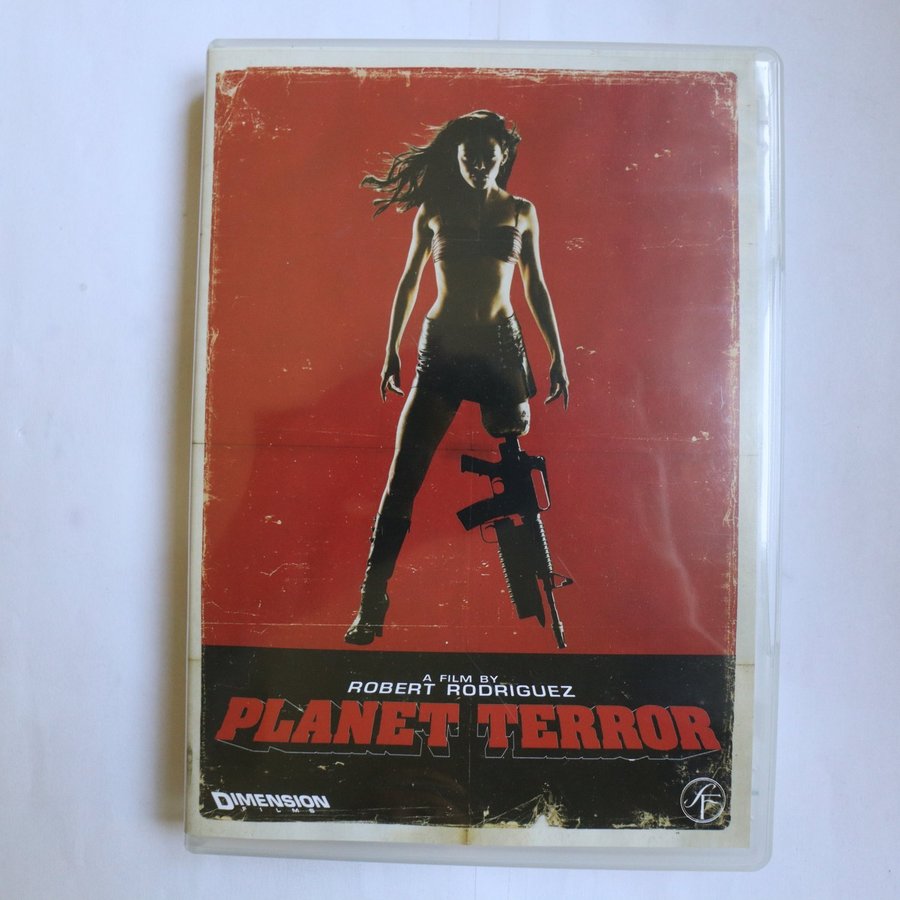 A FILM BY
ROBERT RODRIGUEZ
PLANET TERROR
DIMENSION
FILMS
SF